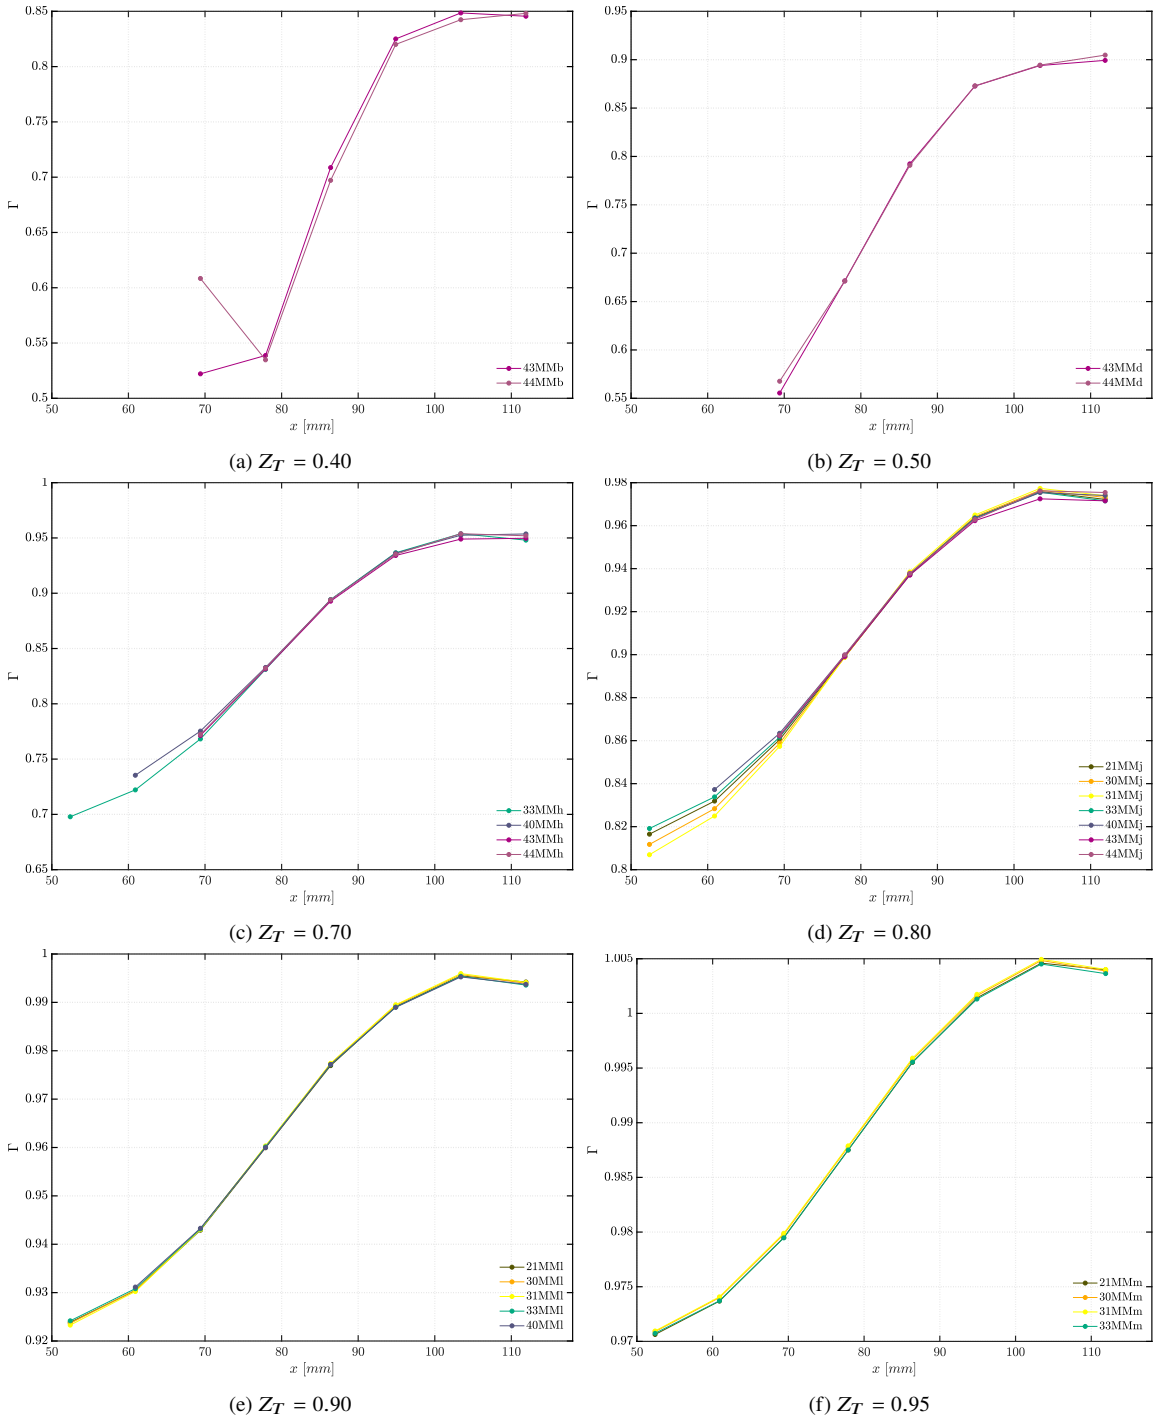 0.85
0.8
0.7
0.65
0.6
0.55
0.5
Γ
50 60 70 80 90 100 110
x [mm]
43MMb
44MMb
(a) Z_T = 0.40
0.95
0.9
0.85
0.8
0.75
0.7
0.65
0.6
0.55
Γ
50 60 70 80 90 100 110
x [mm]
43MMd
44MMd
(b) Z_T = 0.50
1
0.95
0.9
0.85
0.8
0.75
0.7
0.65
Γ
50 60 70 80 90 100 110
x [mm]
33MMh
40MMh
43MMh
44MMh
(c) Z_T = 0.70
0.98
0.96
0.94
0.92
0.9
0.88
0.86
0.84
0.82
0.8
Γ
50 60 70 80 90 100 110
x [mm]
21MMj
30MMj
31MMj
33MMj
40MMj
43MMj
44MMj
(d) Z_T = 0.80
1
0.99
0.98
0.97
0.96
0.95
0.94
0.93
0.92
Γ
50 60 70 80 90 100 110
x [mm]
21MMl
30MMl
31MMl
33MMl
40MMl
(e) Z_T = 0.90
1.005
1
0.995
0.99
0.985
0.98
0.975
0.97
Γ
50 60 70 80 90 100 110
x [mm]
21MMm
30MMm
31MMm
33MMm
(f) Z_T = 0.95